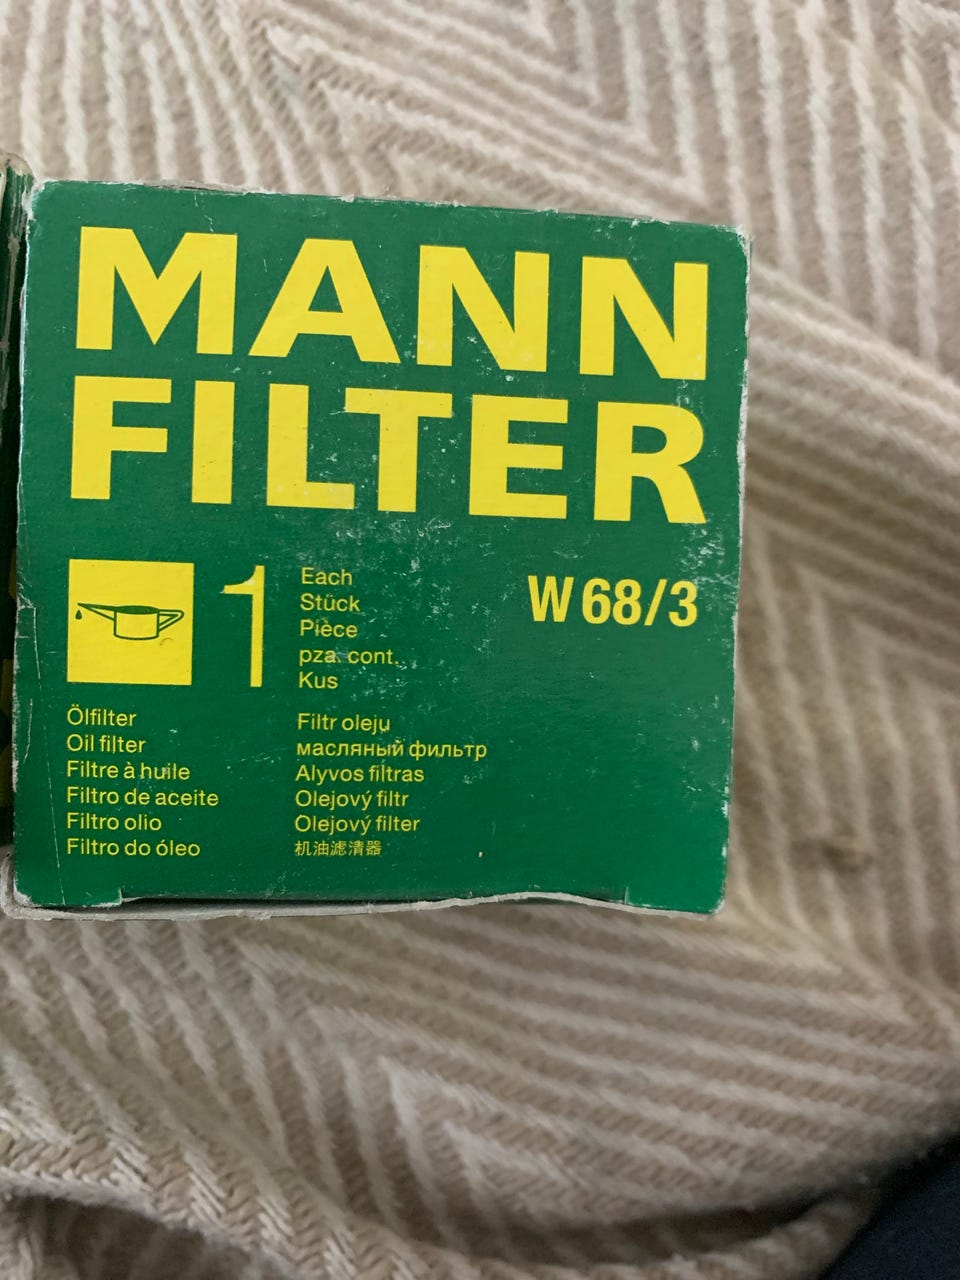 MANN
FILTER
1
Each
Stück
Pièce
pza. cont.
Kus
W 68/3
Ölfilter
Oil filter
Filtre à huile
Filtro de aceite
Filtro olio
Filtro do óleo
Filtr oleju
масляный фильтр
Alyvos filtras
Olejový filtr
Olejový filter
机油滤清器